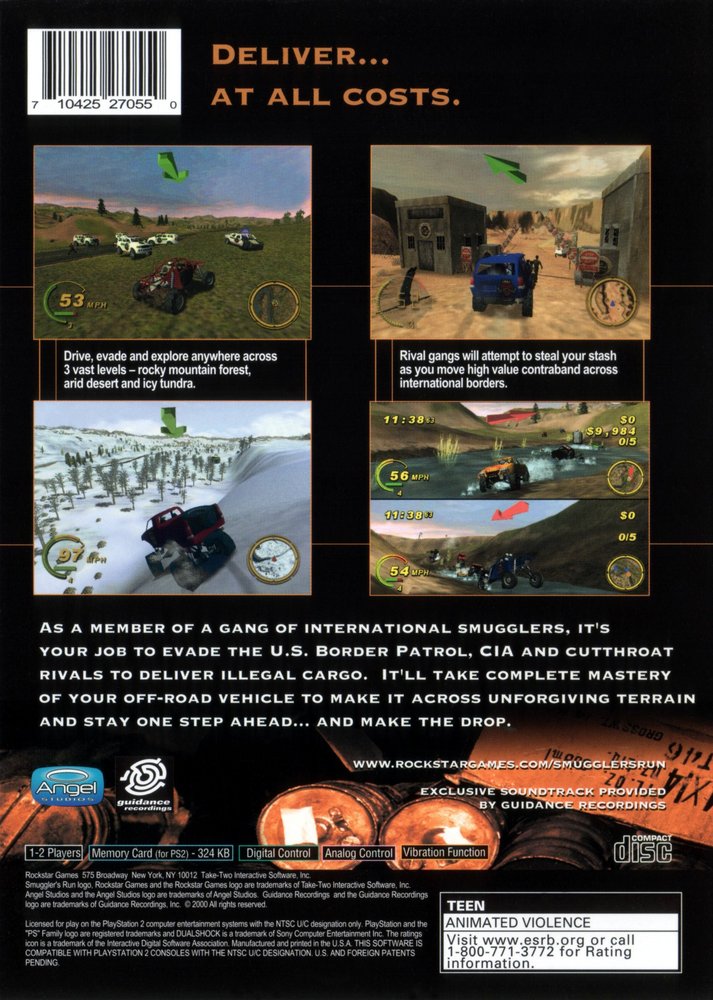 DELIVER...
AT ALL COSTS.
7 10425 27055 0
53 MPH
3
Drive, evade and explore anywhere across
3 vast levels – rocky mountain forest,
arid desert and icy tundra.
Rival gangs will attempt to steal your stash
as you move high value contraband across
international borders.
97 MPH
4
11:38 63
$0
$9,984
0/5
56 MPH
4
11:38 63
$0
0/5
54 MPH
4
AS A MEMBER OF A GANG OF INTERNATIONAL SMUGGLERS, IT'S
YOUR JOB TO EVADE THE U.S. BORDER PATROL, CIA AND CUTTHROAT
RIVALS TO DELIVER ILLEGAL CARGO. IT'LL TAKE COMPLETE MASTERY
OF YOUR OFF-ROAD VEHICLE TO MAKE IT ACROSS UNFORGIVING TERRAIN
AND STAY ONE STEP AHEAD... AND MAKE THE DROP.
WWW.ROCKSTARGAMES.COM/SMUGGLERSRUN
EXCLUSIVE SOUNDTRACK PROVIDED
BY GUIDANCE RECORDINGS
Angel
STUDIOS
guidance
recordings
COMPACT
disc
1-2 Players
Memory Card (for PS2) - 324 KB
Digital Control
Analog Control
Vibration Function
Rockstar Games 575 Broadway New York, NY 10012 Take-Two Interactive Software, Inc.
Smuggler's Run logo, Rockstar Games and the Rockstar Games logo are trademarks of Take-Two Interactive Software, Inc.
Angel Studios and the Angel logo are trademarks of Angel Studios. Guidance Recordings and the Guidance Recordings
logo are trademarks of Guidance Recordings, Inc. © 2000 All rights reserved.
Licensed for play on the PlayStation 2 computer entertainment systems with the NTSC U/C designation only. PlayStation and the
"PS" Family logo are registered trademarks and DUALSHOCK is a trademark of Sony Computer Entertainment Inc. The ratings
icon is a trademark of the Interactive Digital Software Association. Manufactured and printed in the U.S.A. THIS SOFTWARE IS
COMPATIBLE WITH PLAYSTATION 2 CONSOLES WITH THE NTSC U/C DESIGNATION. U.S. AND FOREIGN PATENTS
PENDING.
TEEN
ANIMATED VIOLENCE
Visit www.esrb.org or call
1-800-771-3772 for Rating
information.